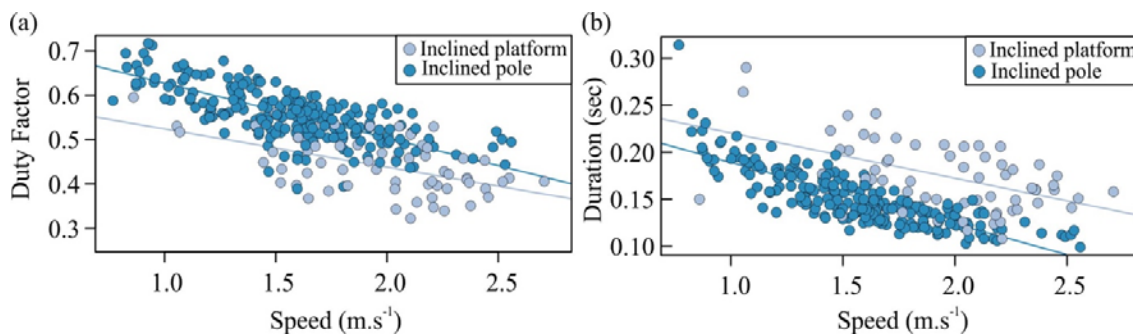 (a)
Inclined platform
Inclined pole
0.7
0.6
0.5
0.4
0.3
Duty Factor
1.0
1.5
2.0
2.5
Speed (m.s⁻¹)
(b)
Inclined platform
Inclined pole
0.30
0.25
0.20
0.15
0.10
Duration (sec)
1.0
1.5
2.0
2.5
Speed (m.s⁻¹)